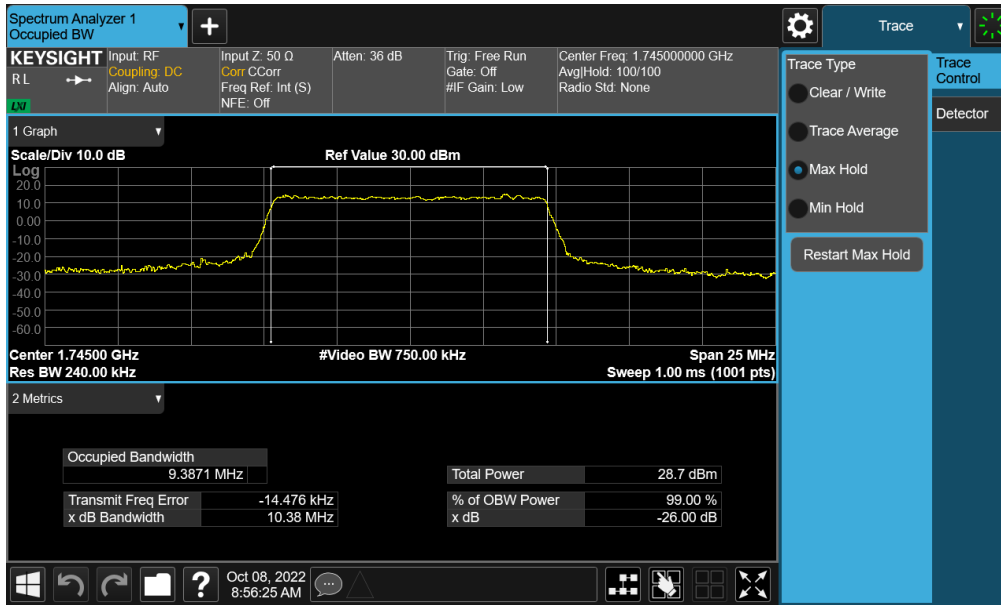 Spectrum Analyzer 1
Occupied BW
Trace
KEYSIGHT
R L
LXI
Input: RF
Coupling: DC
Align: Auto
Input Z: 50 Ω
Corr CCorr
Freq Ref: Int (S)
NFE: Off
Atten: 36 dB
Trig: Free Run
Gate: Off
#IF Gain: Low
Center Freq: 1.745000000 GHz
Avg|Hold: 100/100
Radio Std: None
1 Graph
Scale/Div 10.0 dB
Ref Value 30.00 dBm
Log
20.0
10.0
0.00
-10.0
-20.0
-30.0
-40.0
-50.0
-60.0
Center 1.74500 GHz
#Video BW 750.00 kHz
Span 25 MHz
Res BW 240.00 kHz
Sweep 1.00 ms (1001 pts)
2 Metrics
Occupied Bandwidth
9.3871 MHz
Total Power 28.7 dBm
Transmit Freq Error -14.476 kHz
% of OBW Power 99.00 %
x dB Bandwidth 10.38 MHz
x dB -26.00 dB
Oct 08, 2022
8:56:25 AM
Trace Type
Clear / Write
Trace Average
Max Hold
Min Hold
Restart Max Hold
Trace
Control
Detector